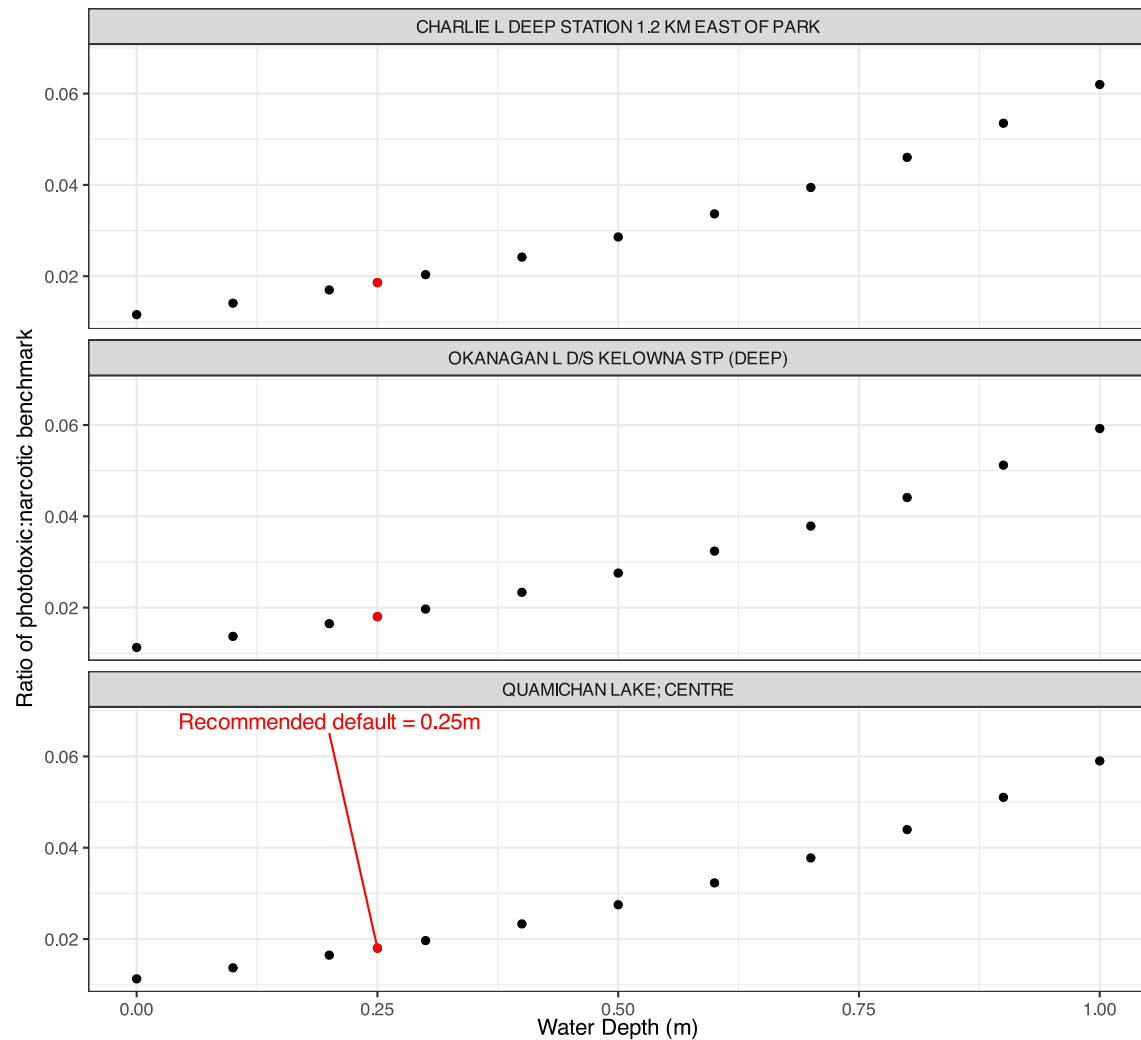 CHARLIE L DEEP STATION 1.2 KM EAST OF PARK
0.06
0.04
0.02
OKANAGAN L D/S KELOWNA STP (DEEP)
0.06
0.04
0.02
QUAMICHAN LAKE; CENTRE
Recommended default = 0.25m
0.06
0.04
0.02
0.00 0.25 0.50 0.75 1.00
Water Depth (m)
Ratio of phototoxic:narcotic benchmark